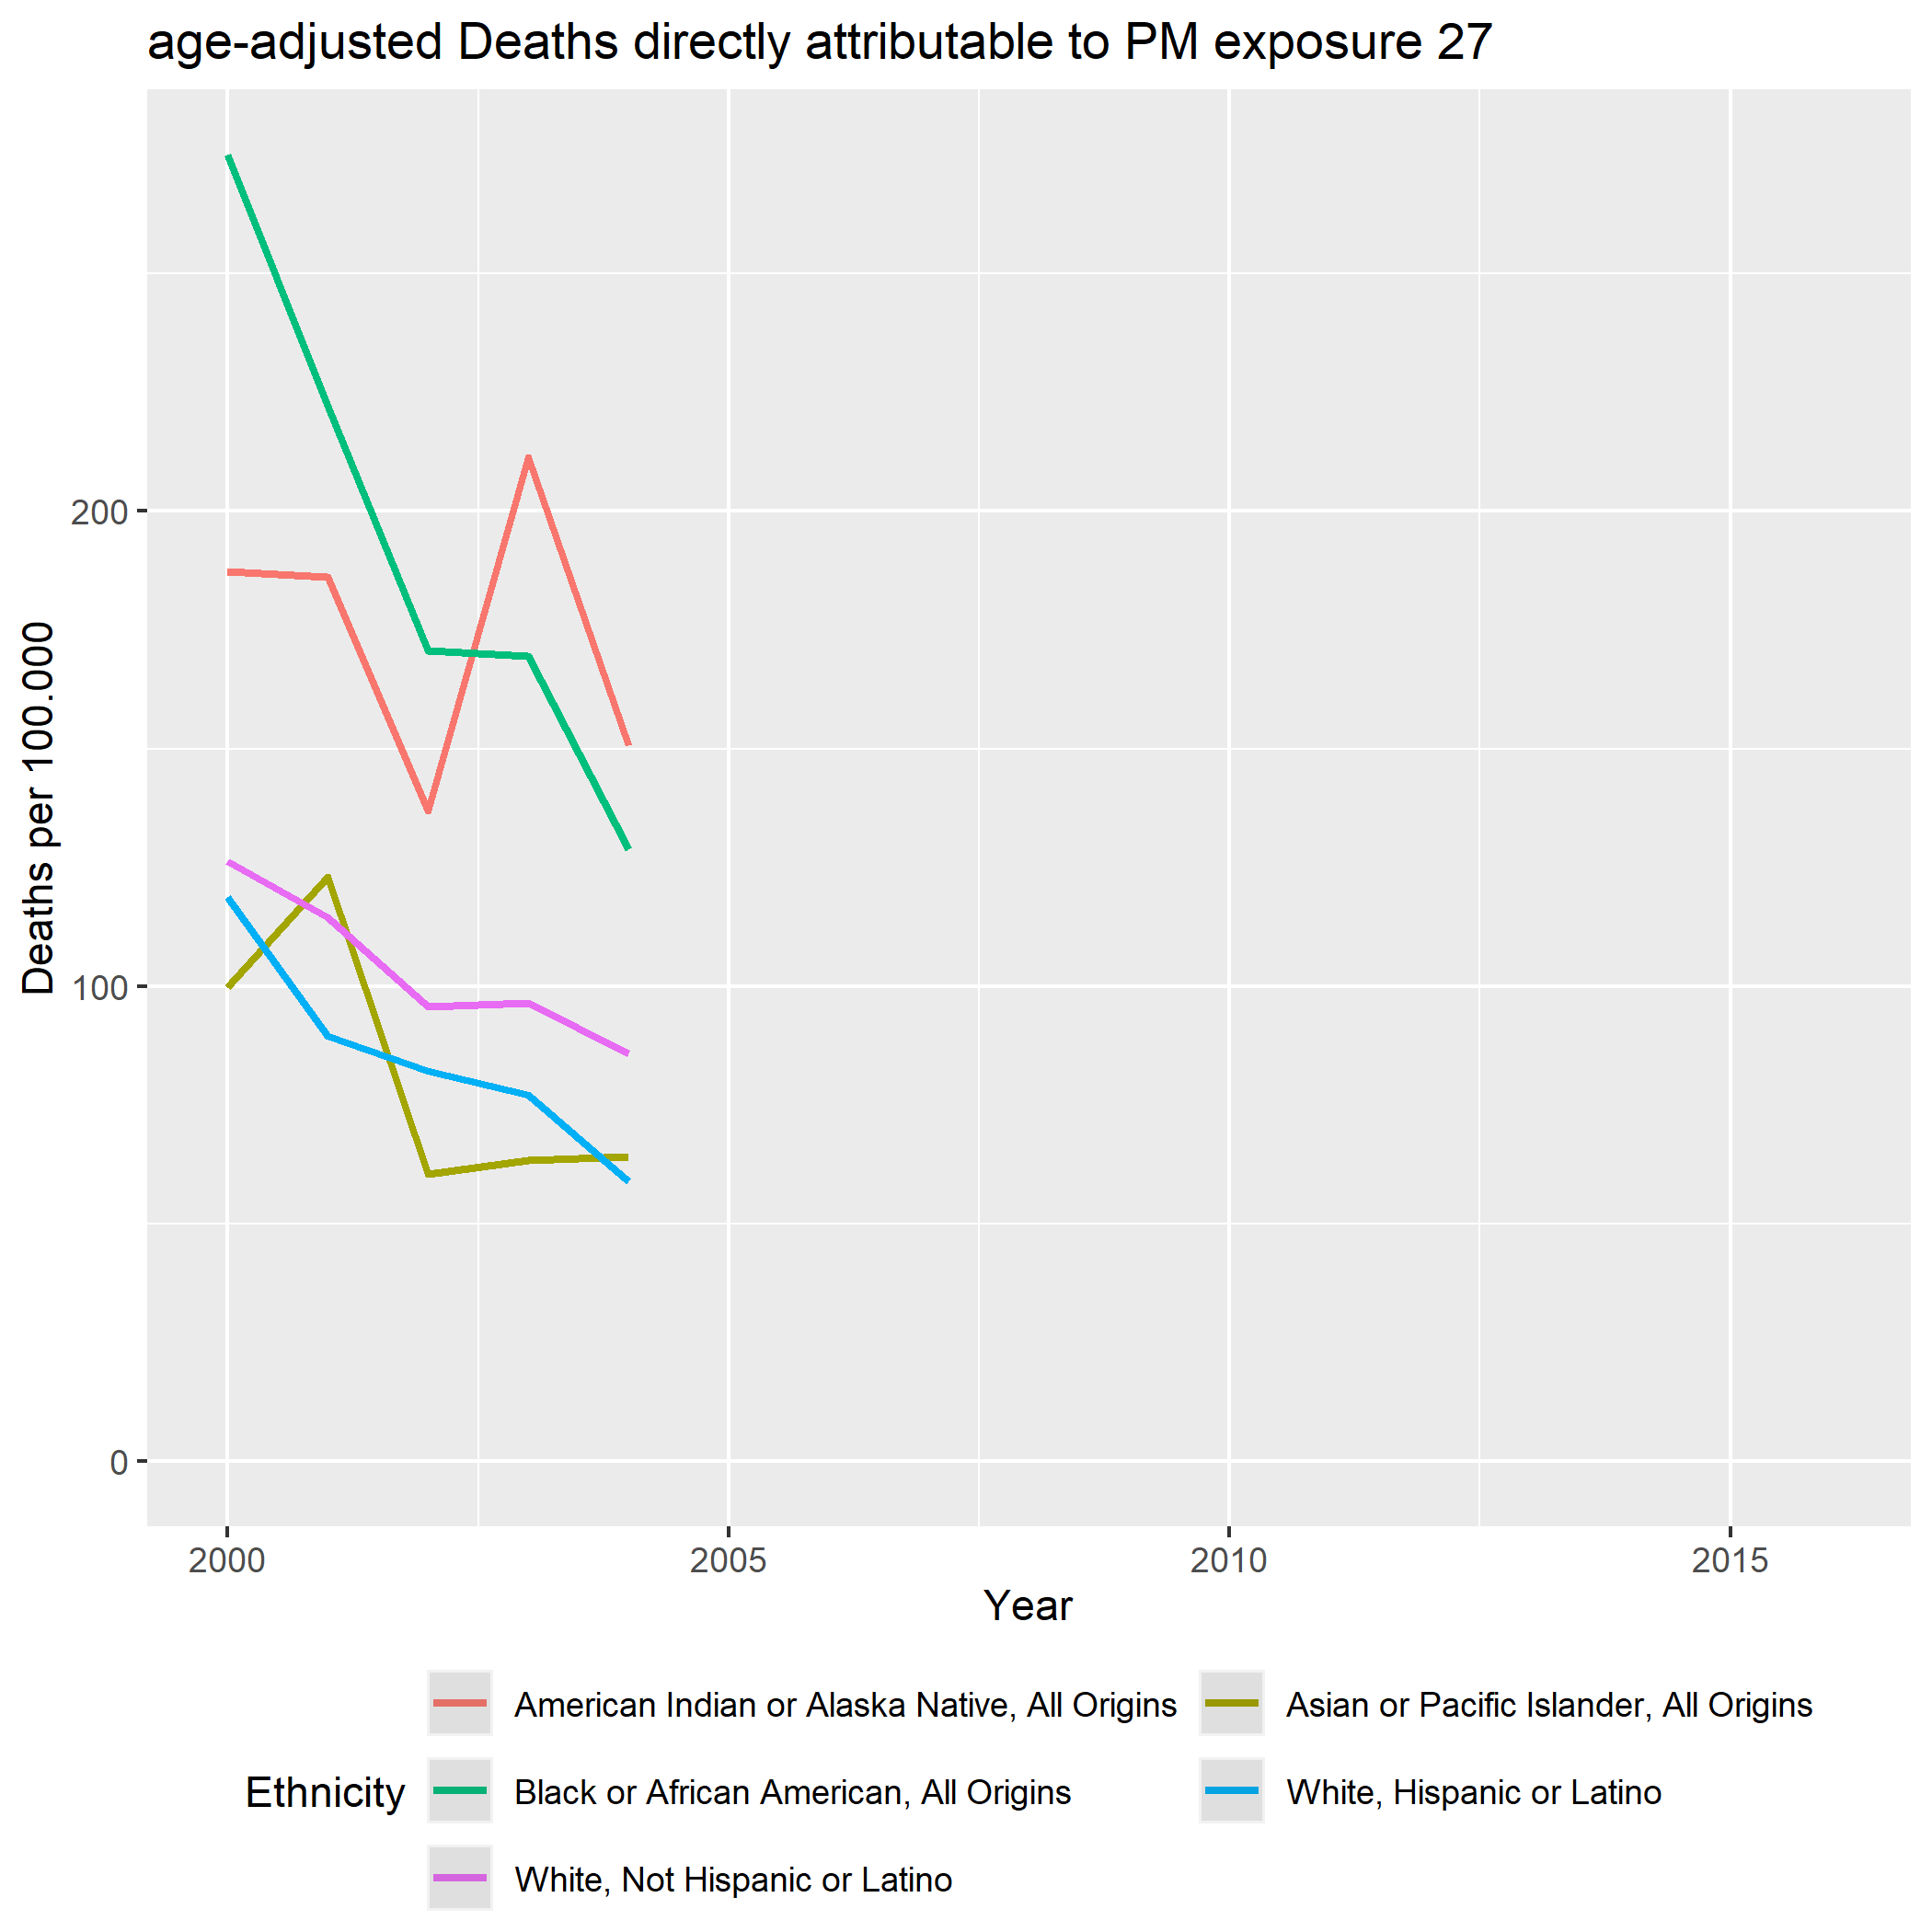 age-adjusted Deaths directly attributable to PM exposure 27
Deaths per 100.000
200
100
0
2000 2005 2010 2015
Year
Ethnicity
American Indian or Alaska Native, All Origins
Asian or Pacific Islander, All Origins
Black or African American, All Origins
White, Hispanic or Latino
White, Not Hispanic or Latino